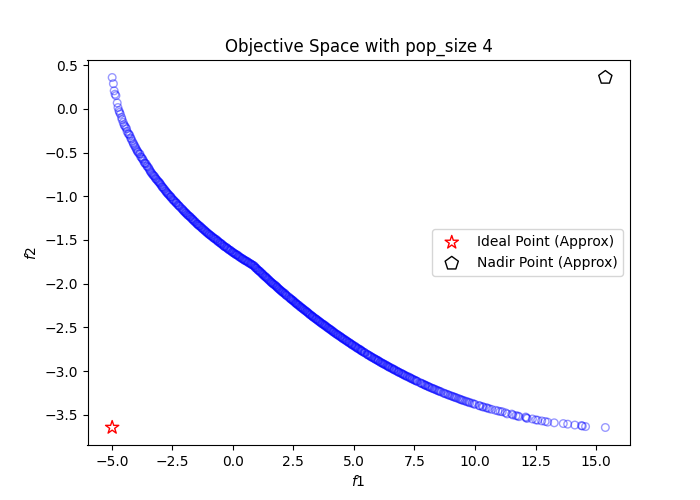 Objective Space with pop_size 4
0.5
0.0
−0.5
−1.0
−1.5
−2.0
−2.5
−3.0
−3.5
f2
Ideal Point (Approx)
Nadir Point (Approx)
−5.0 −2.5 0.0 2.5 5.0 7.5 10.0 12.5 15.0
f1